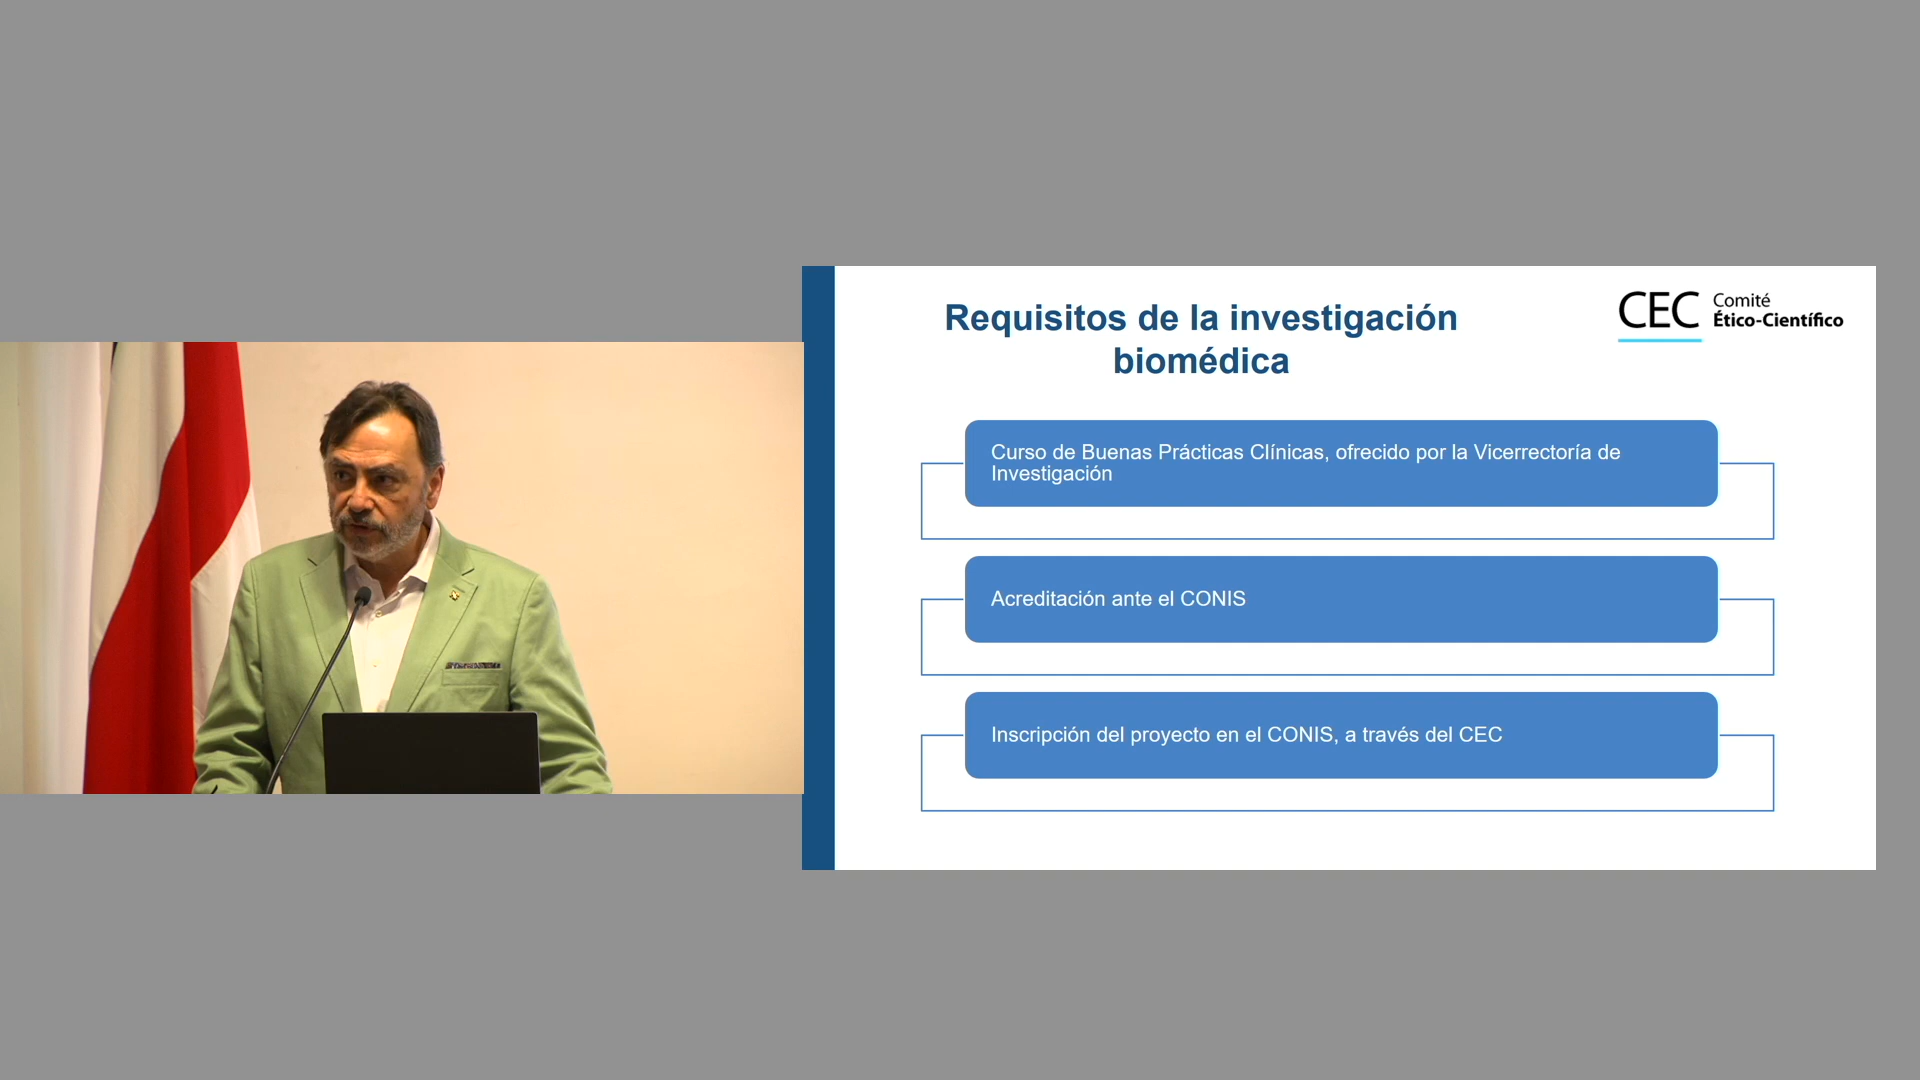 Requisitos de la investigación
biomédica
CEC Comité
Ético-Científico
Curso de Buenas Prácticas Clínicas, ofrecido por la Vicerrectoría de
Investigación
Acreditación ante el CONIS
Inscripción del proyecto en el CONIS, a través del CEC